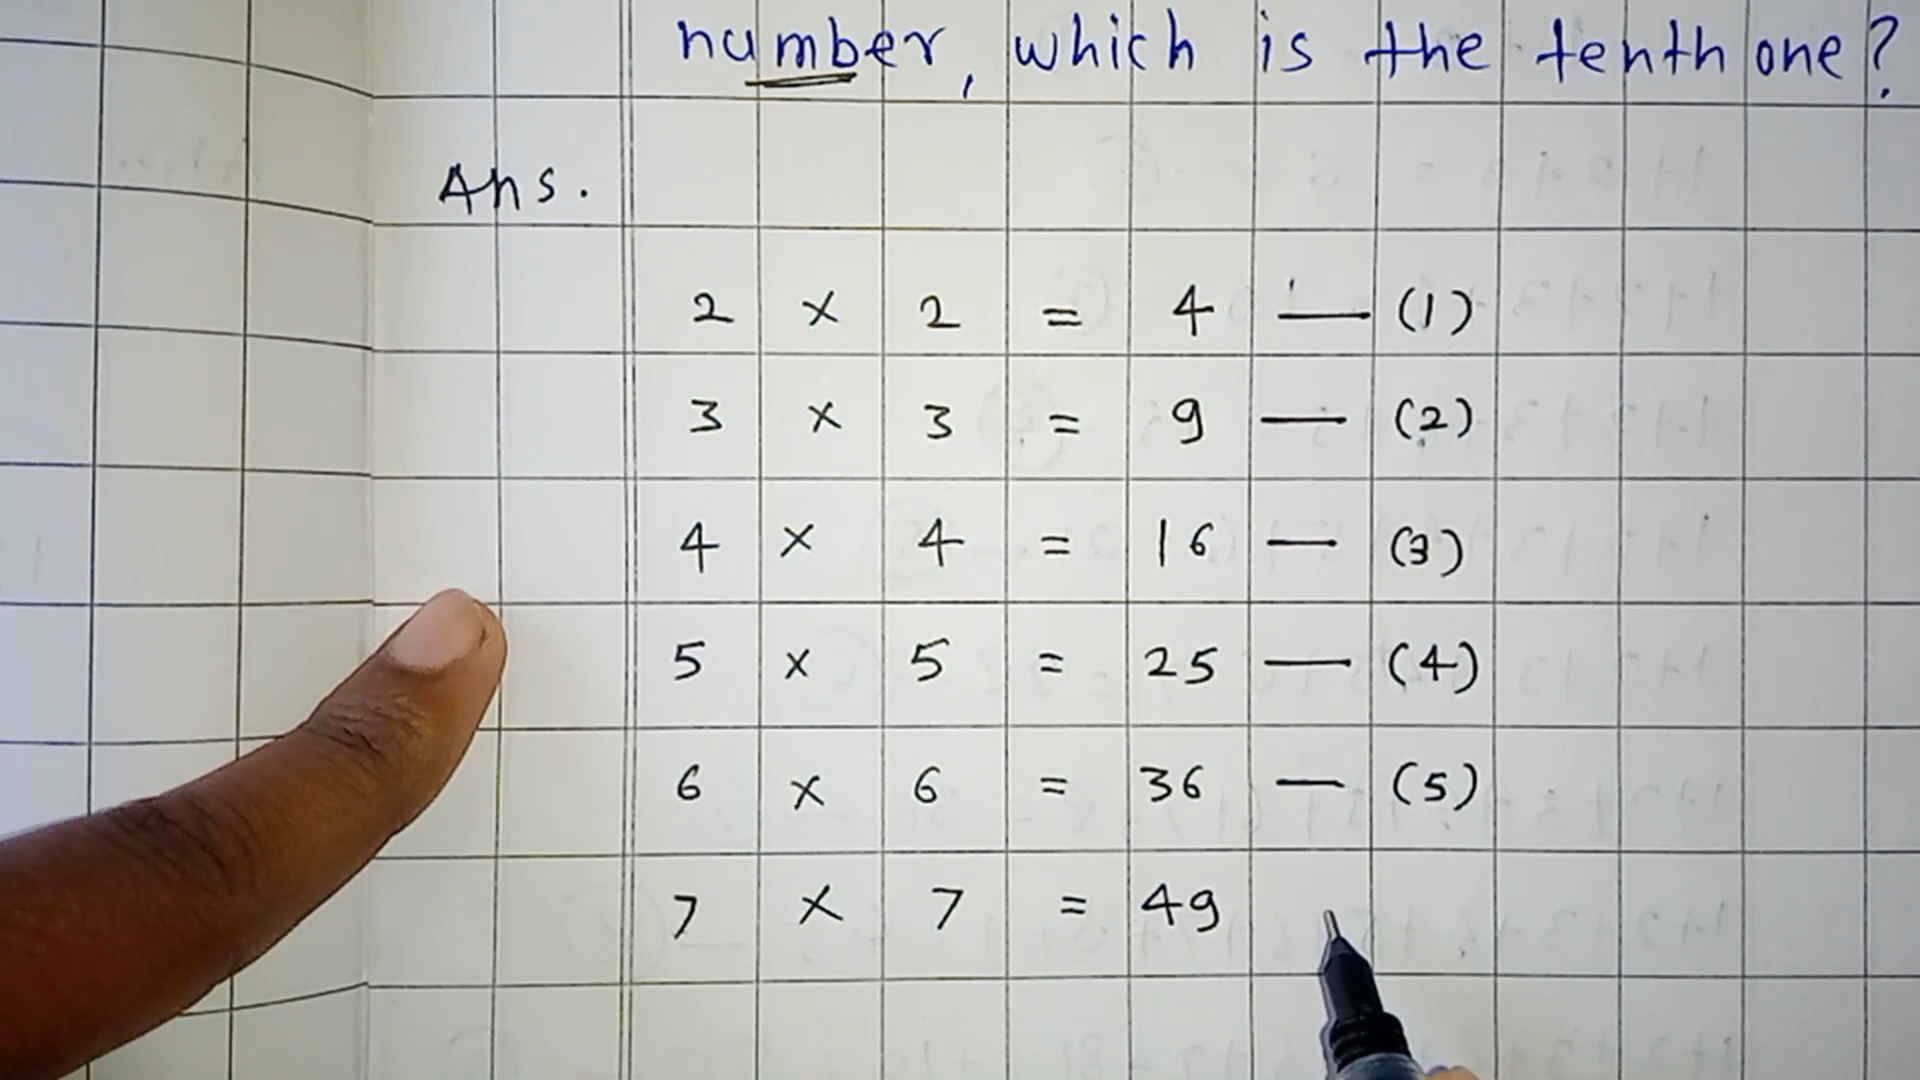 number, which is the tenth one?
Ans.
2 × 2 = 4 — (1)
3 × 3 = 9 — (2)
4 × 4 = 16 — (3)
5 × 5 = 25 — (4)
6 × 6 = 36 — (5)
7 × 7 = 49